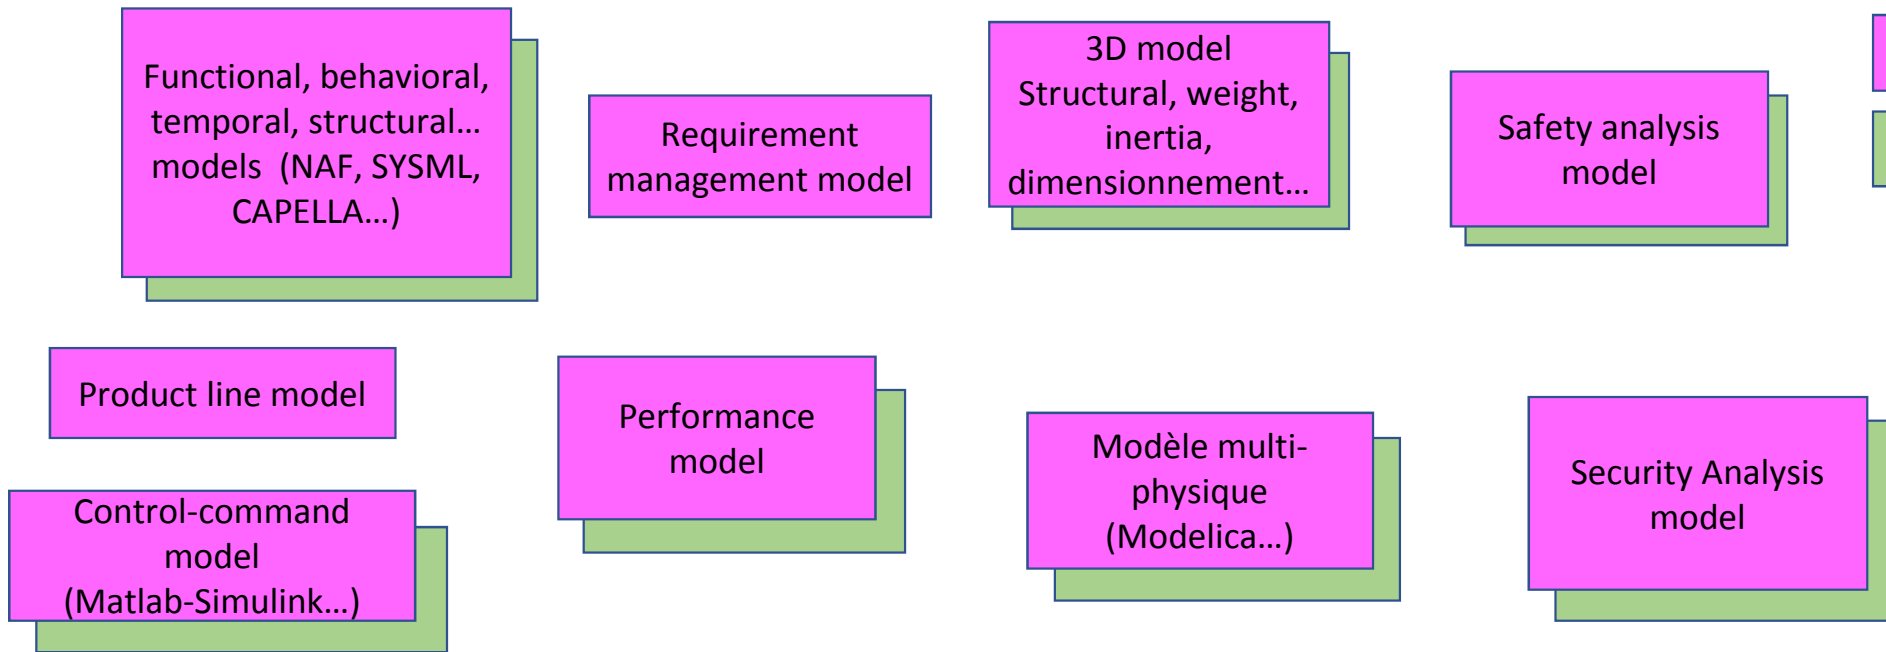 Functional, behavioral,
temporal, structural…
models (NAF, SYSML,
CAPELLA…)
Requirement
management model
3D model
Structural, weight,
inertia,
dimensionnement…
Safety analysis
model
Product line model
Performance
model
Modèle multi-
physique
(Modelica…)
Security Analysis
model
Control-command
model
(Matlab-Simulink…)